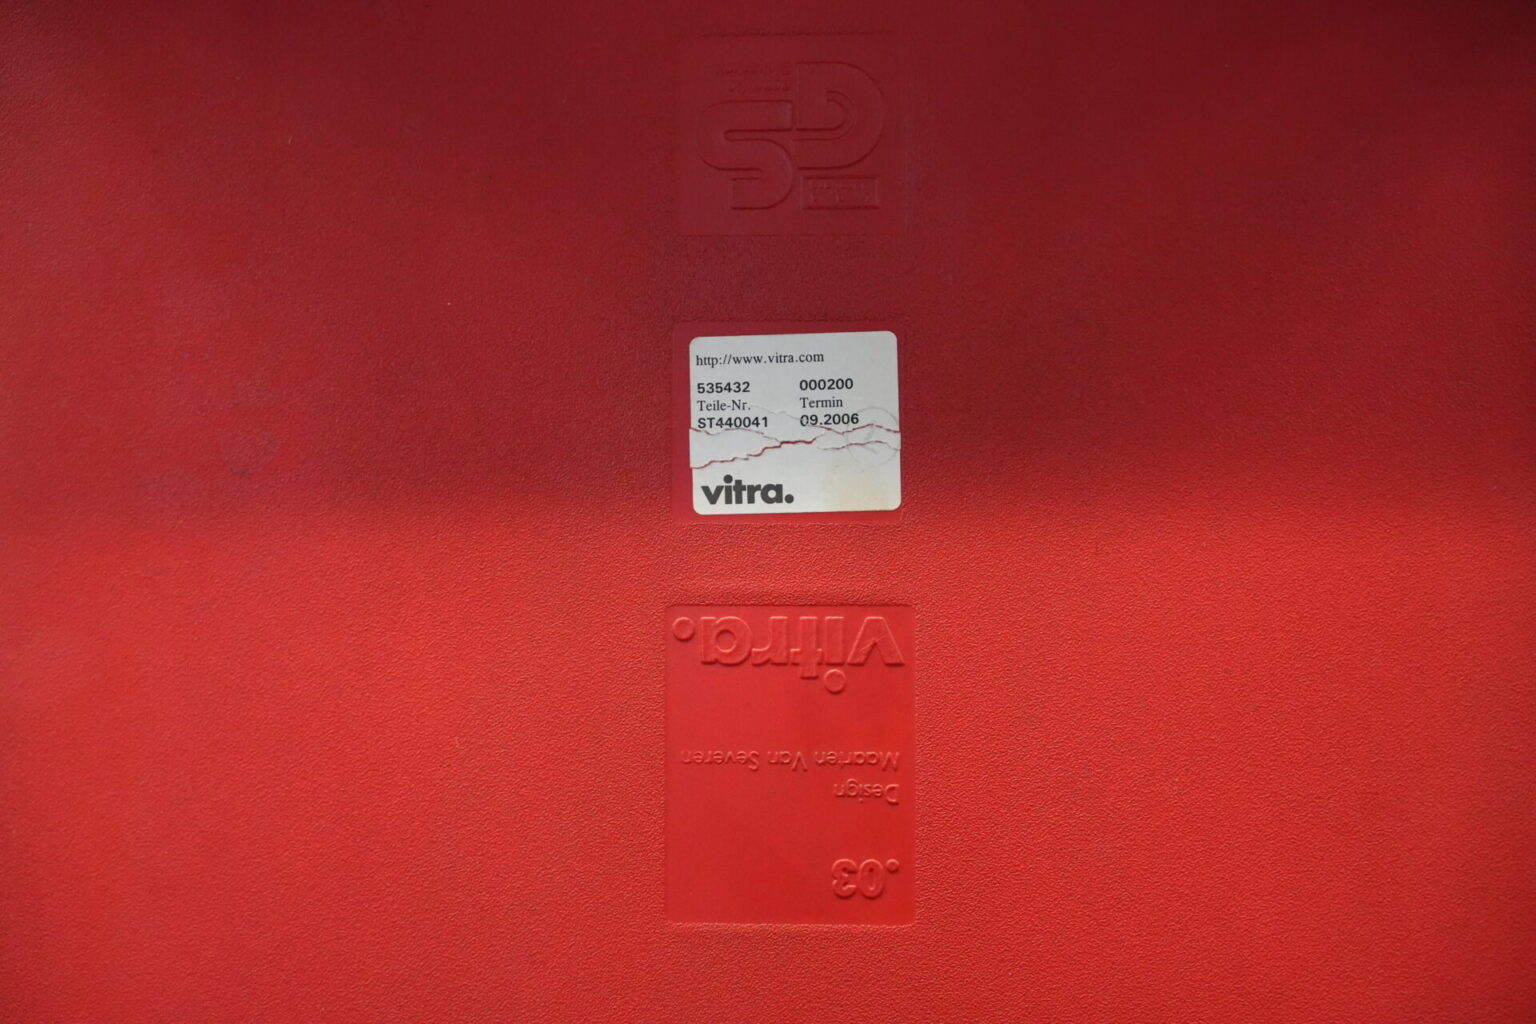 http://www.vitra.com
535432 000200
Teile-Nr. Termin
ST440041 09.2006
vitra.
.03
Design
Maarten Van Severen
vitra.
GS